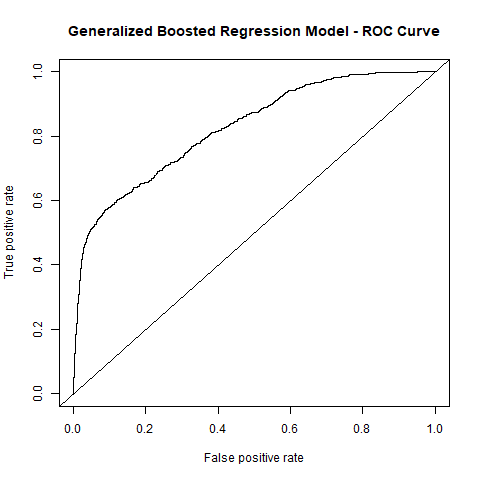 Generalized Boosted Regression Model - ROC Curve
1.0
0.8
0.6
0.4
0.2
0.0
True positive rate
0.0 0.2 0.4 0.6 0.8 1.0
False positive rate